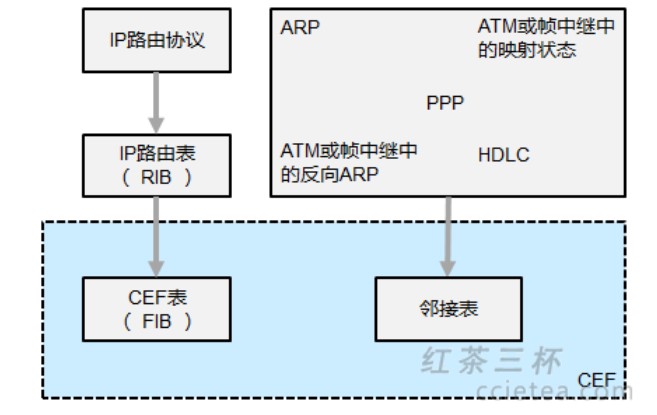 IP路由协议
ARP
ATM或帧中继中
的映射状态
PPP
IP路由表
( RIB )
ATM或帧中继中
的反向ARP
HDLC
CEF表
( FIB )
邻接表
红茶三杯
CEF
ccietea.com